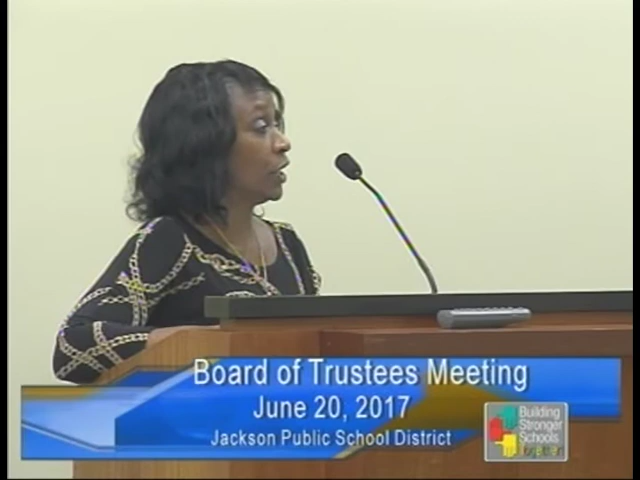 Board of Trustees Meeting
June 20, 2017
Jackson Public School District
Building
Stronger
Schools
Together